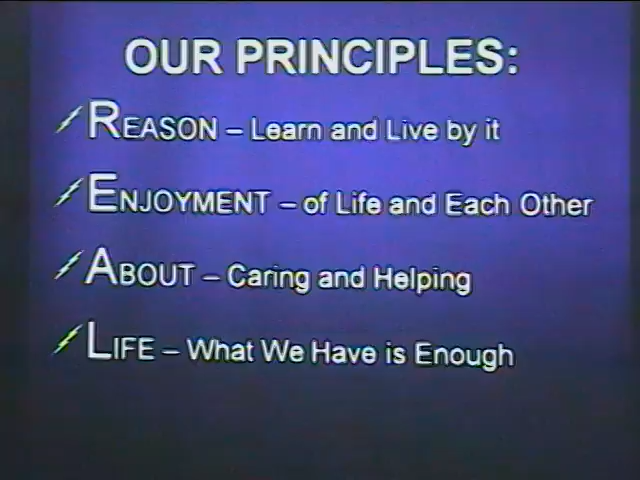 OUR PRINCIPLES:
REASON – Learn and Live by it
ENJOYMENT – of Life and Each Other
ABOUT – Caring and Helping
LIFE – What We Have is Enough